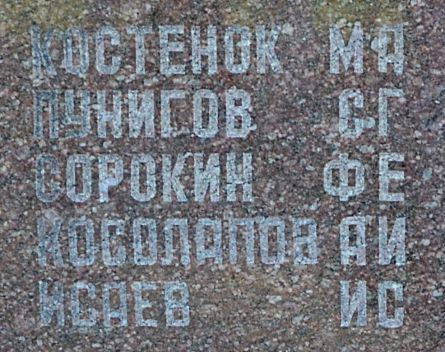 КОСТЕНОК МА
ПУНИГОВ СГ
СОРОКИН ФЕ
КОСОЛАПОВ АИ
ИСАЕВ ИС